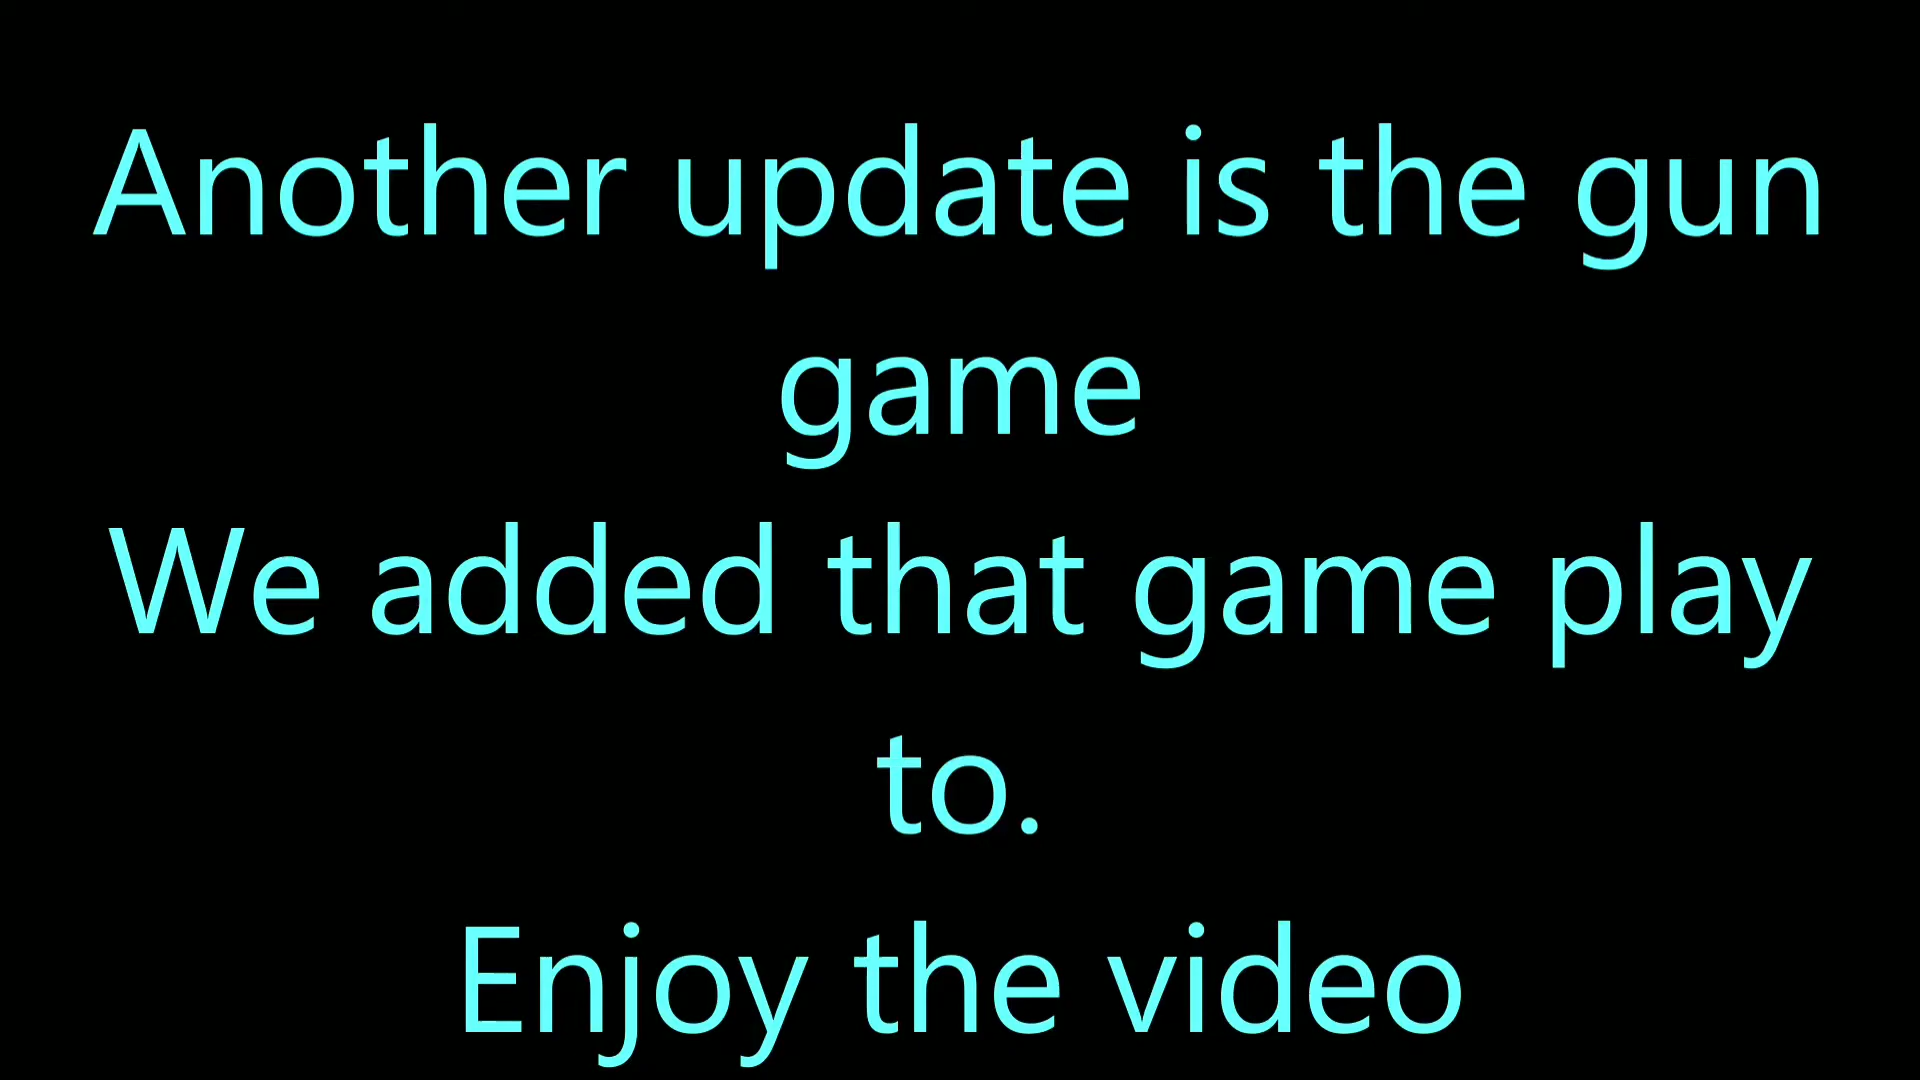 Another update is the gun
game
We added that game play
to.
Enjoy the video